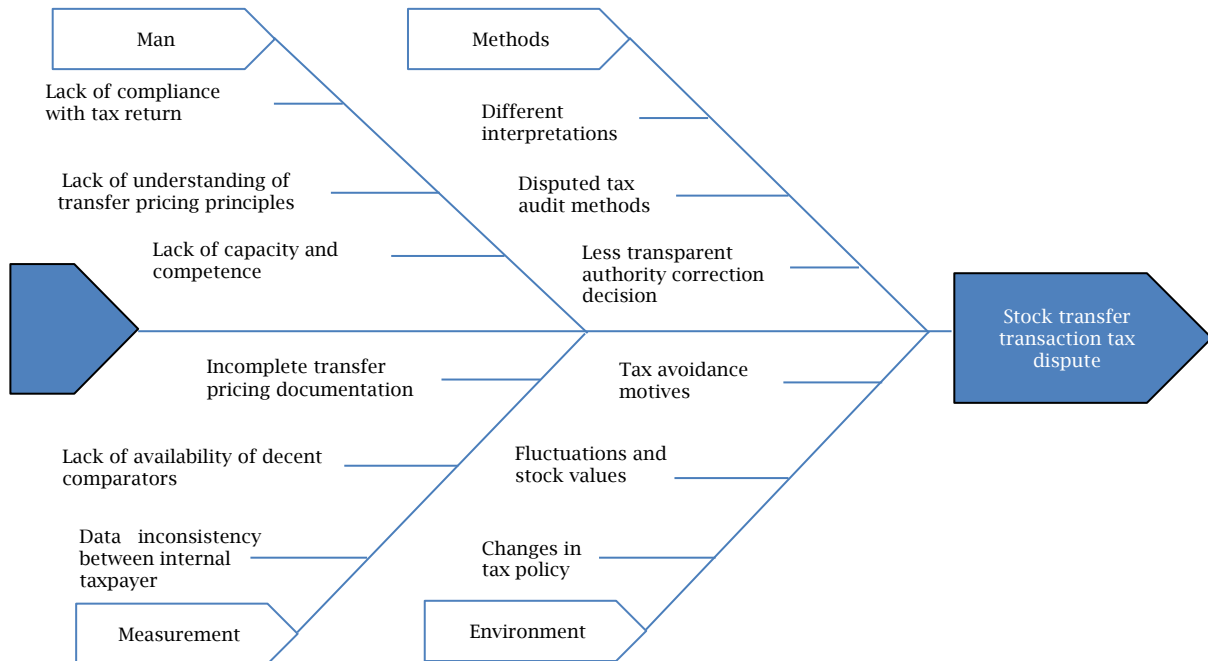 Man
Methods
Lack of compliance
with tax return
Different
interpretations
Lack of understanding of
transfer pricing principles
Disputed tax
audit methods
Lack of capacity and
competence
Less transparent
authority correction
decision
Stock transfer
transaction tax
dispute
Incomplete transfer
pricing documentation
Tax avoidance
motives
Lack of availability of decent
comparators
Fluctuations and
stock values
Data inconsistency
between internal
taxpayer
Changes in
tax policy
Measurement
Environment